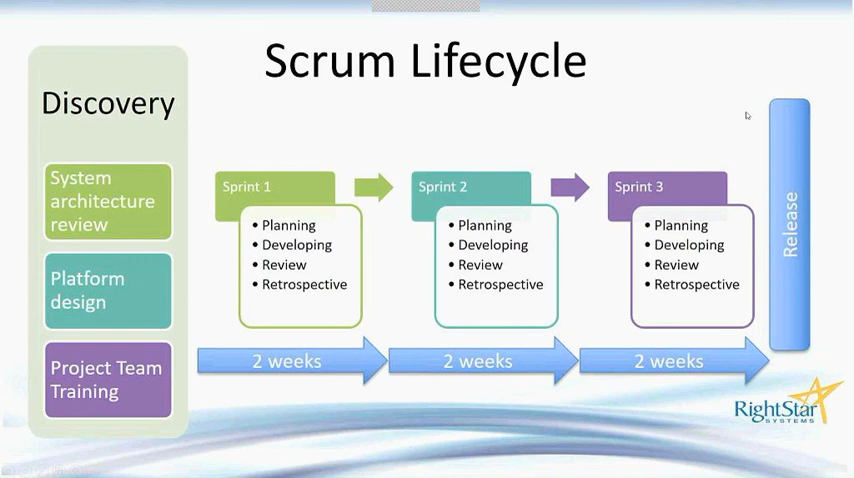 Scrum Lifecycle
Discovery
System
architecture
review
Platform
design
Project Team
Training
Sprint 1
• Planning
• Developing
• Review
• Retrospective
Sprint 2
• Planning
• Developing
• Review
• Retrospective
Sprint 3
• Planning
• Developing
• Review
• Retrospective
2 weeks
2 weeks
2 weeks
Release
RightStar
SYSTEMS